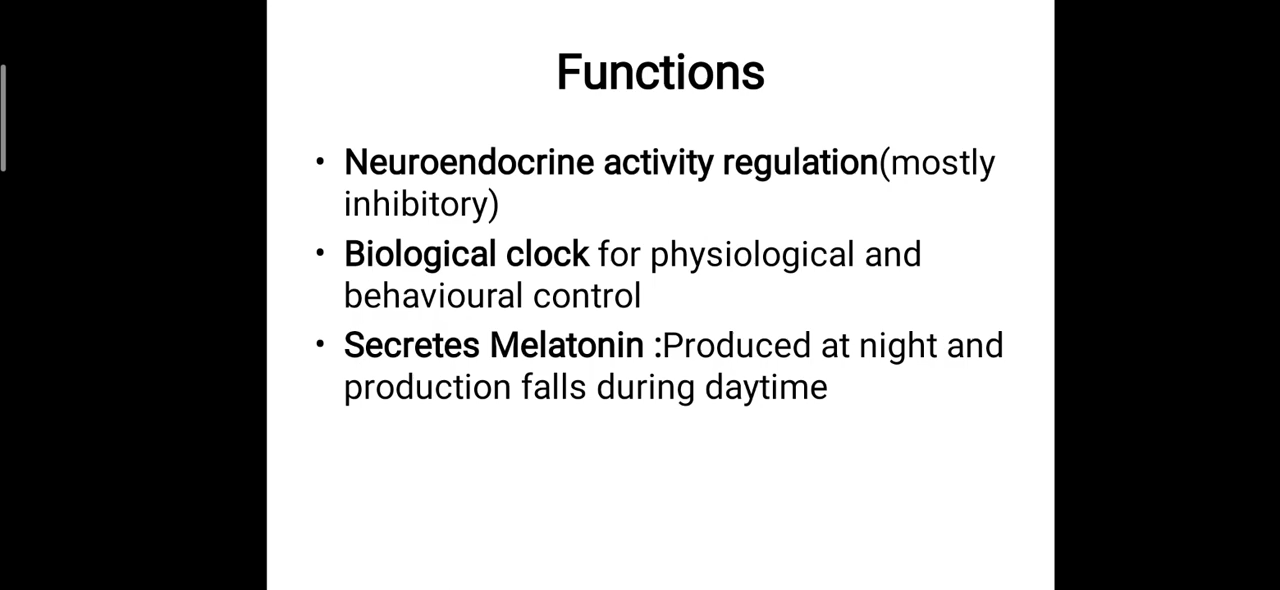 Functions
• Neuroendocrine activity regulation(mostly
inhibitory)
• Biological clock for physiological and
behavioural control
• Secretes Melatonin :Produced at night and
production falls during daytime